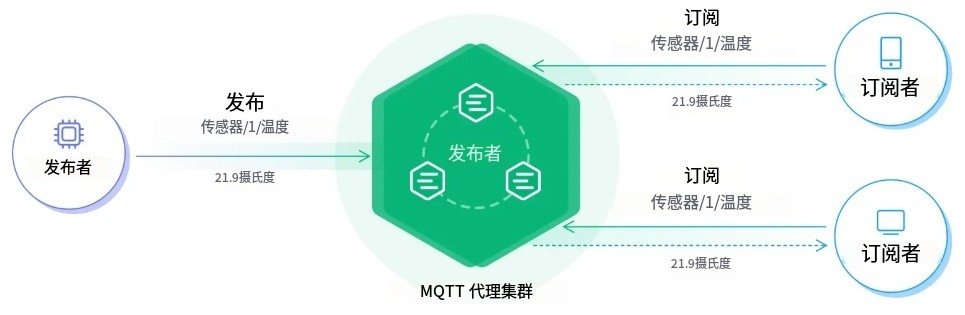 发布者
发布
传感器/1/温度
21.9摄氏度
发布者
MQTT 代理集群
订阅
传感器/1/温度
21.9摄氏度
订阅者
订阅
传感器/1/温度
21.9摄氏度
订阅者